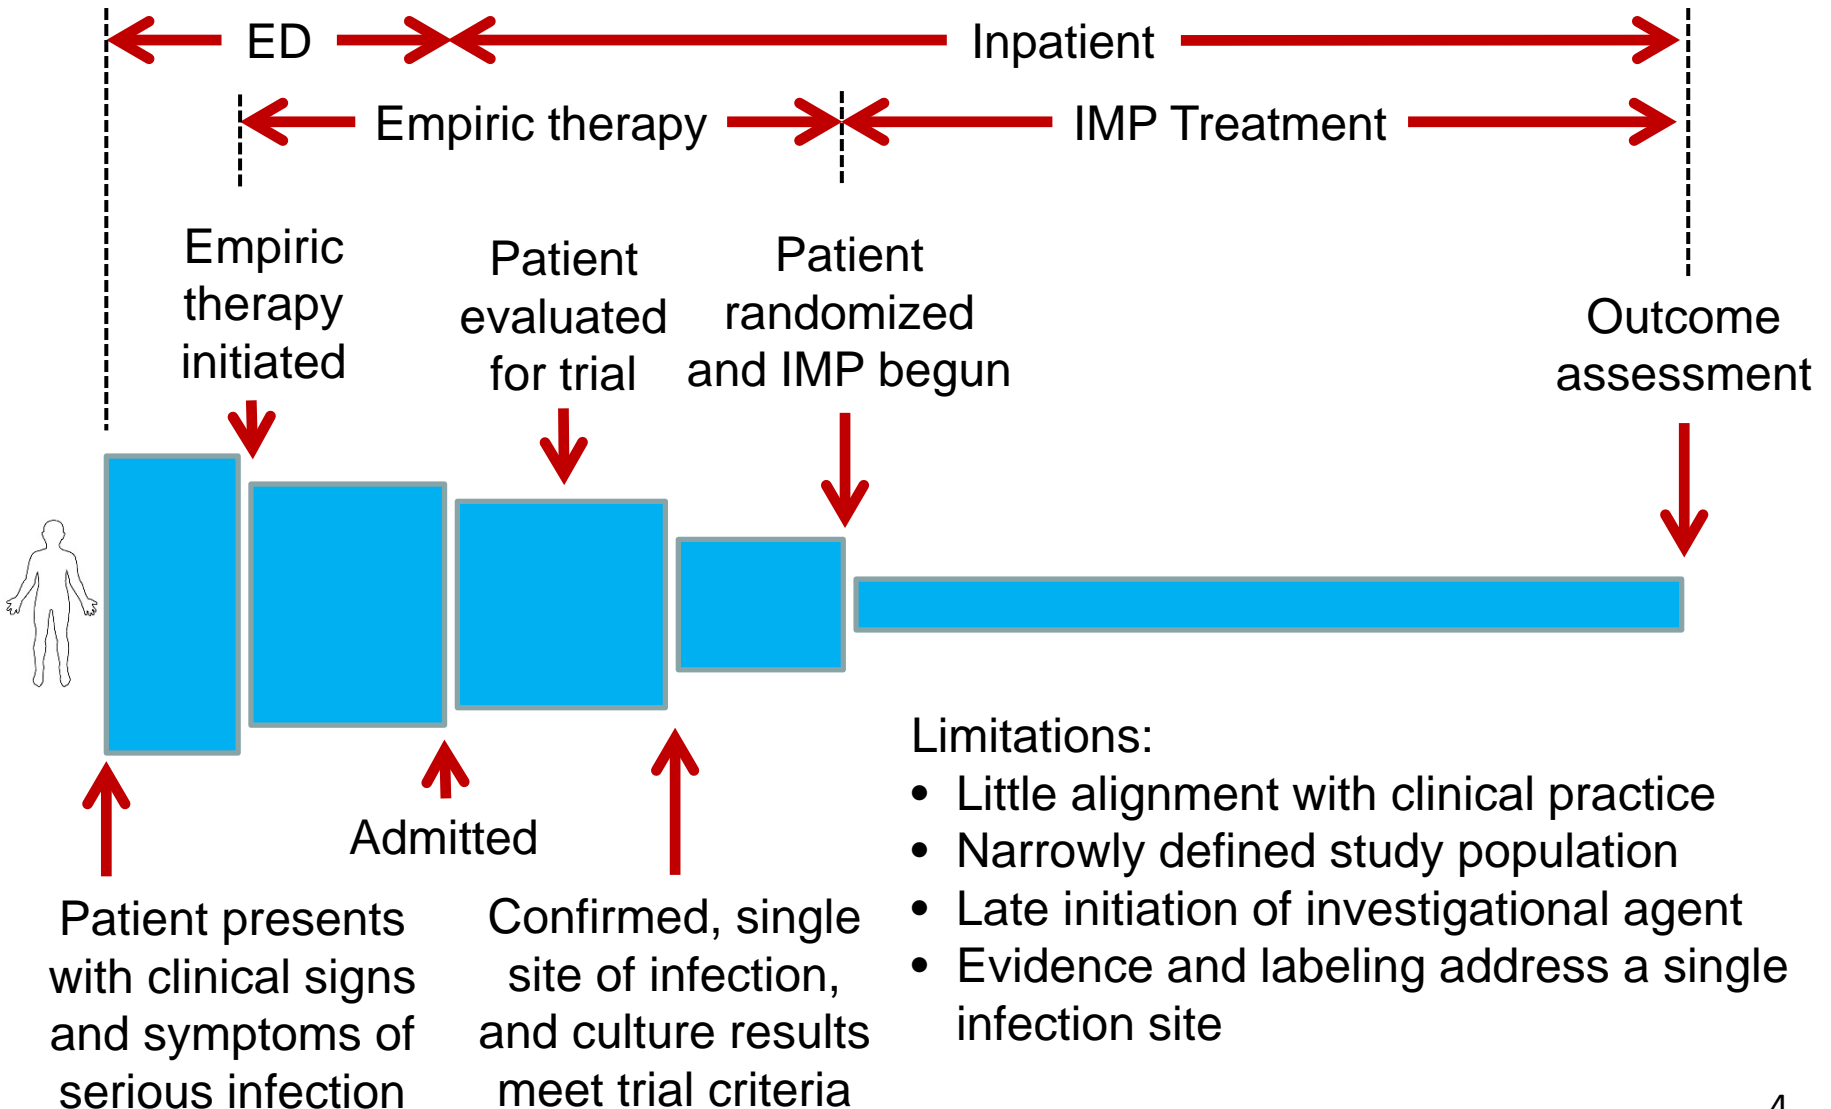 ED
Inpatient
Empiric therapy
IMP Treatment
Empiric
therapy
initiated
Patient
evaluated
for trial
Patient
randomized
and IMP begun
Outcome
assessment
Admitted
Patient presents
with clinical signs
and symptoms of
serious infection
Confirmed, single
site of infection,
and culture results
meet trial criteria
Limitations:
• Little alignment with clinical practice
• Narrowly defined study population
• Late initiation of investigational agent
• Evidence and labeling address a single
infection site
4